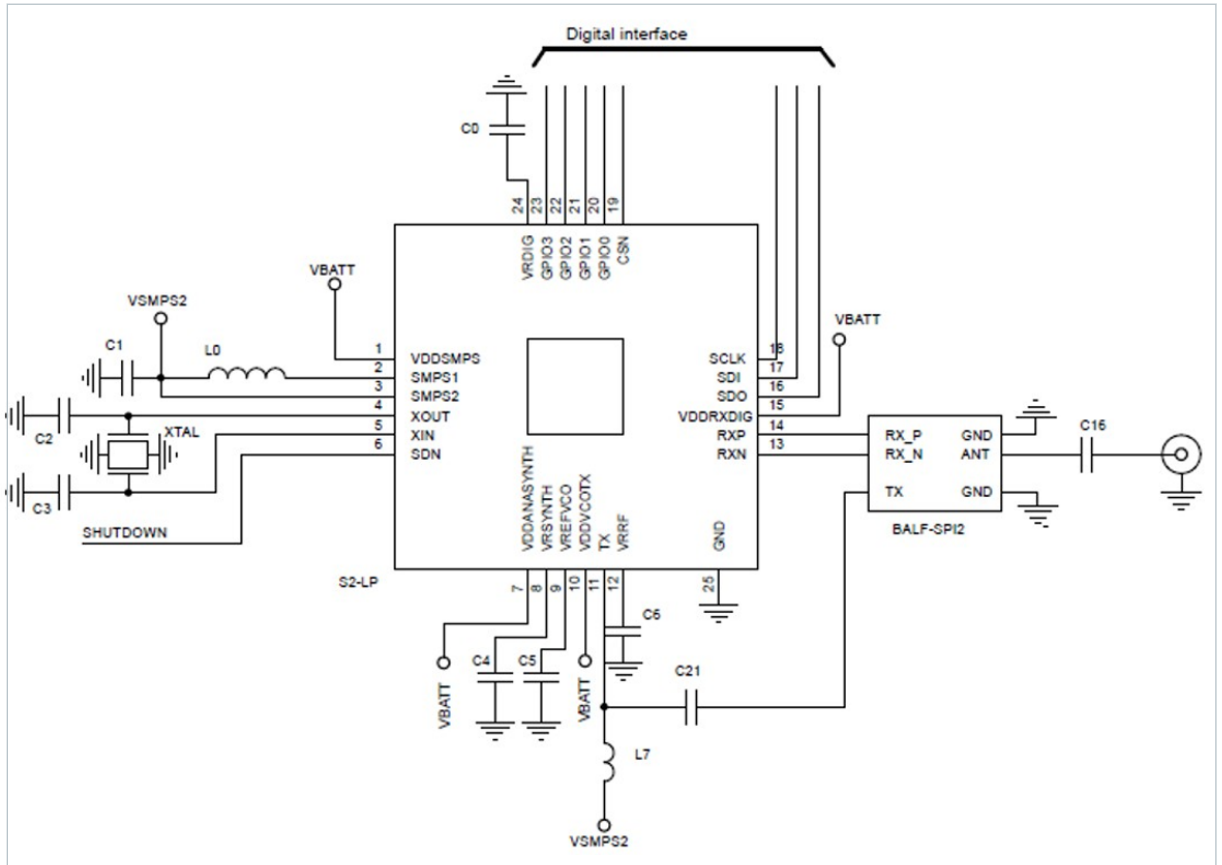 Digital interface
C0
24
23
22
21
20
19
VRDIG
GPIO3
GPIO2
GPIO1
GPIO0
CSN
VBATT
VSMPS2
C1
L0
VBATT
1
2
3
4
5
6
VDDSMPS
SMPS1
SMPS2
XOUT
XIN
SDN
SCLK
SDI
SDO
VDDRXDIG
RXP
RXN
18
17
16
15
14
13
C2
XTAL
C3
SHUTDOWN
RX_P
RX_N
TX
GND
ANT
GND
BALF-SPI2
C16
VDDANASYNTH
VRSYNTH
VREFVCO
VDDVCOTX
TX
VRRF
GND
S2-LP
7
8
9
10
11
12
25
VBATT
C4
C5
VBATT
C6
C21
L7
VSMPS2